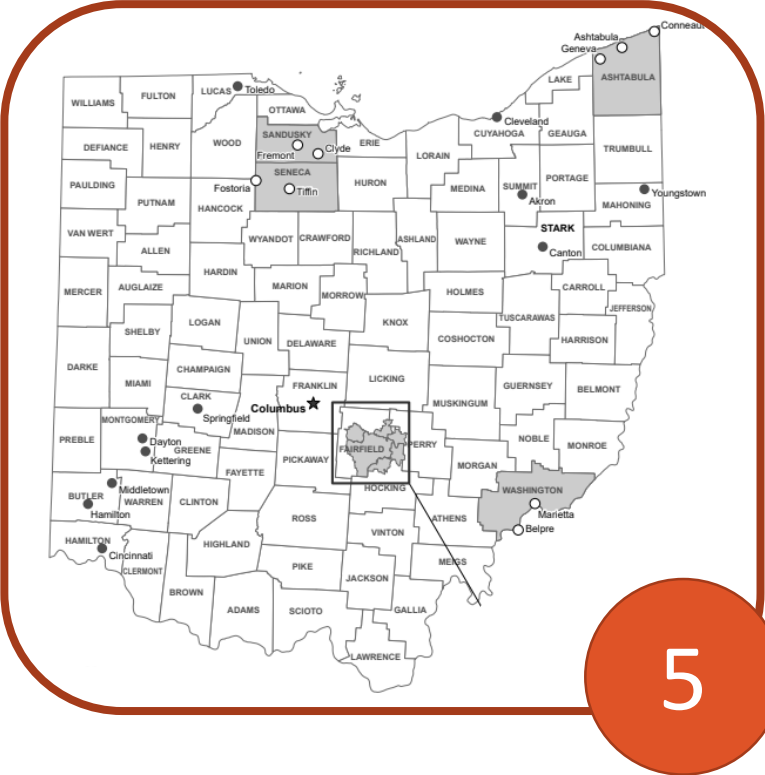 Conneaut
Ashtabula
Geneva
LAKE
ASHTABULA
WILLIAMS
FULTON
LUCAS
Toledo
OTTAWA
Cleveland
CUYAHOGA
GEAUGA
DEFIANCE
HENRY
WOOD
SANDUSKY
Fremont
Clyde
ERIE
LORAIN
TRUMBULL
PAULDING
PUTNAM
Fostoria
SENECA
Tiffin
HURON
MEDINA
SUMMIT
Akron
PORTAGE
Youngstown
MAHONING
HANCOCK
VAN WERT
ALLEN
WYANDOT
CRAWFORD
RICHLAND
ASHLAND
WAYNE
STARK
Canton
COLUMBIANA
MERCER
AUGLAIZE
HARDIN
MARION
MORROW
HOLMES
CARROLL
JEFFERSON
TUSCARAWAS
SHELBY
LOGAN
UNION
DELAWARE
KNOX
COSHOCTON
HARRISON
DARKE
MIAMI
CHAMPAIGN
CLARK
Springfield
FRANKLIN
Columbus
LICKING
MUSKINGUM
GUERNSEY
BELMONT
PREBLE
MONTGOMERY
Dayton
Kettering
GREENE
MADISON
PICKAWAY
FAIRFIELD
PERRY
MORGAN
NOBLE
MONROE
FAYETTE
BUTLER
Middletown
Hamilton
WARREN
CLINTON
ROSS
HOCKING
ATHENS
WASHINGTON
Marietta
Belpre
HAMILTON
Cincinnati
CLERMONT
HIGHLAND
VINTON
MEIGS
PIKE
JACKSON
BROWN
ADAMS
SCIOTO
GALLIA
LAWRENCE
5